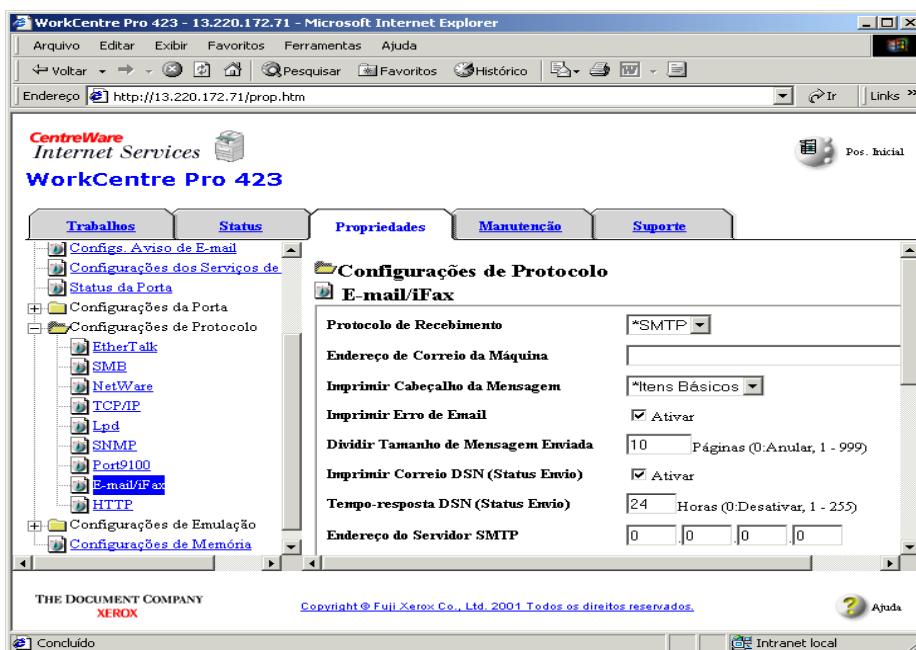 WorkCentre Pro 423 - 13.220.172.71 - Microsoft Internet Explorer
Arquivo Editar Exibir Favoritos Ferramentas Ajuda
Voltar Pesquisar Favoritos Histórico
Endereço http://13.220.172.71/prop.htm Ir Links »
CentreWare
Internet Services
Pos. Inicial
WorkCentre Pro 423
Trabalhos Status Propriedades Manutenção Suporte
Configs. Aviso de E-mail
Configurações dos Serviços de
Status da Porta
Configurações da Porta
Configurações de Protocolo
EtherTalk
SMB
NetWare
TCP/IP
Lpd
SNMP
Port9100
E-mail/iFax
HTTP
Configurações de Emulação
Configurações de Memória
Configurações de Protocolo
E-mail/iFax
Protocolo de Recebimento *SMTP
Endereço de Correio da Máquina
Imprimir Cabeçalho da Mensagem *Itens Básicos
Imprimir Erro de Email Ativar
Dividir Tamanho de Mensagem Enviada 10 Páginas (0:Anular, 1 - 999)
Imprimir Correio DSN (Status Envio) Ativar
Tempo-resposta DSN (Status Envio) 24 Horas (0:Desativar, 1 - 255)
Endereço do Servidor SMTP 0 .0 .0 .0
THE DOCUMENT COMPANY
XEROX
Copyright © Fuji Xerox Co., Ltd. 2001 Todos os direitos reservados.
Ajuda
Concluído Intranet local